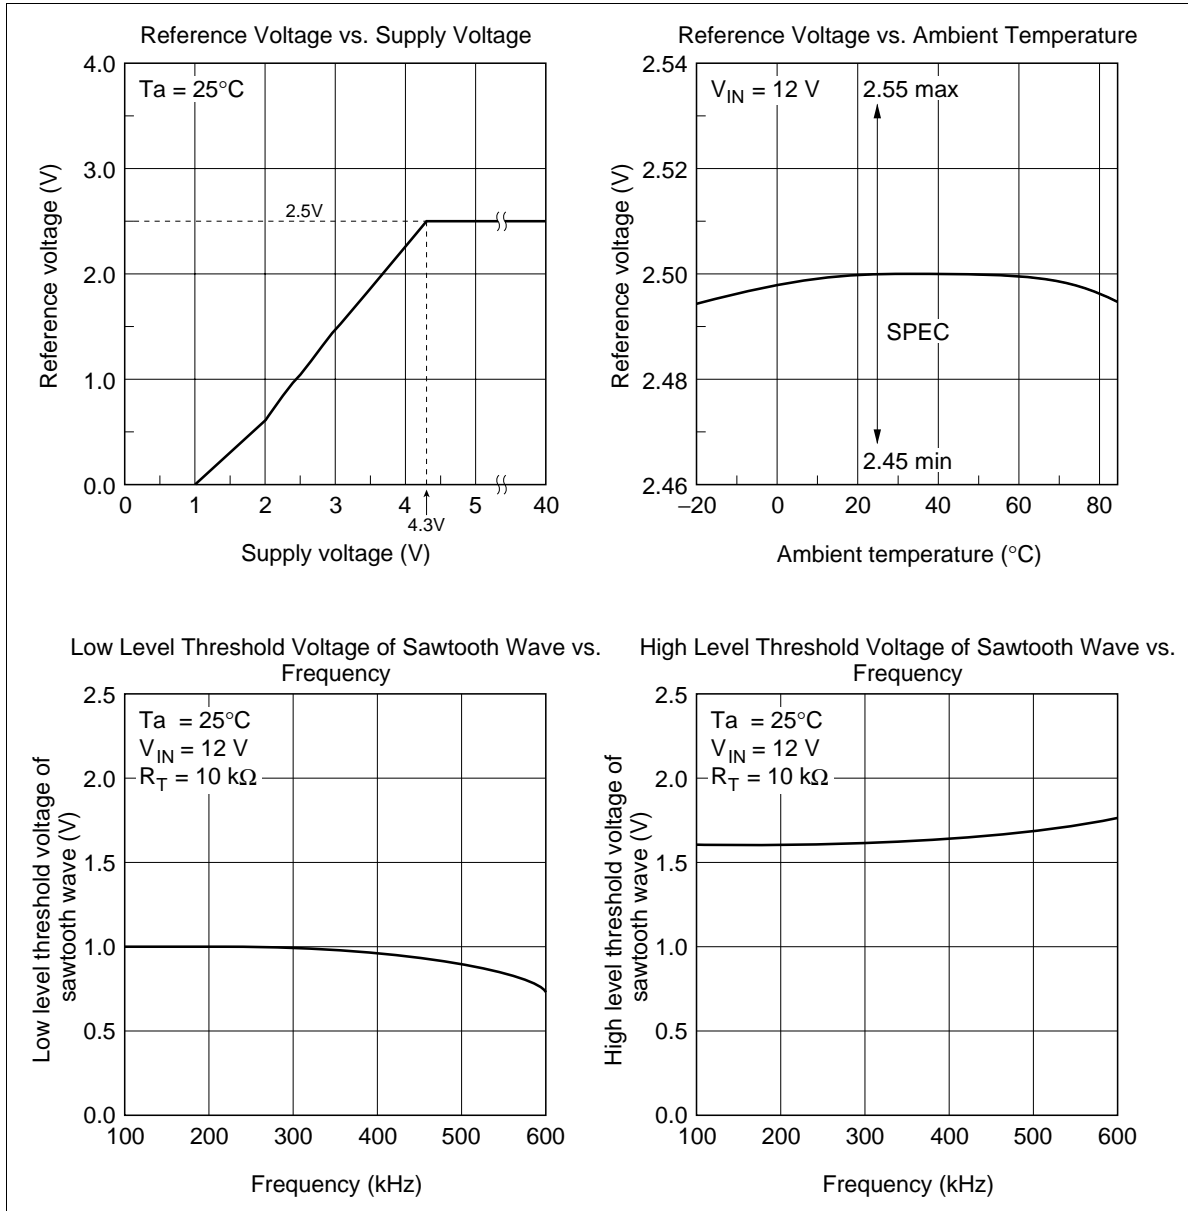 Reference Voltage vs. Supply Voltage
4.0
3.0
2.0
1.0
0.0
Reference voltage (V)
Ta = 25°C
2.5V
0 1 2 3 4 5 40
4.3V
Supply voltage (V)
Reference Voltage vs. Ambient Temperature
2.54
2.52
2.50
2.48
2.46
Reference voltage (V)
VIN = 12 V
2.55 max
SPEC
2.45 min
–20 0 20 40 60 80
Ambient temperature (°C)
Low Level Threshold Voltage of Sawtooth Wave vs.
Frequency
2.5
2.0
1.5
1.0
0.5
0.0
Low level threshold voltage of
sawtooth wave (V)
Ta = 25°C
VIN = 12 V
RT = 10 kΩ
100 200 300 400 500 600
Frequency (kHz)
High Level Threshold Voltage of Sawtooth Wave vs.
Frequency
2.5
2.0
1.5
1.0
0.5
0.0
High level threshold voltage of
sawtooth wave (V)
Ta = 25°C
VIN = 12 V
RT = 10 kΩ
100 200 300 400 500 600
Frequency (kHz)